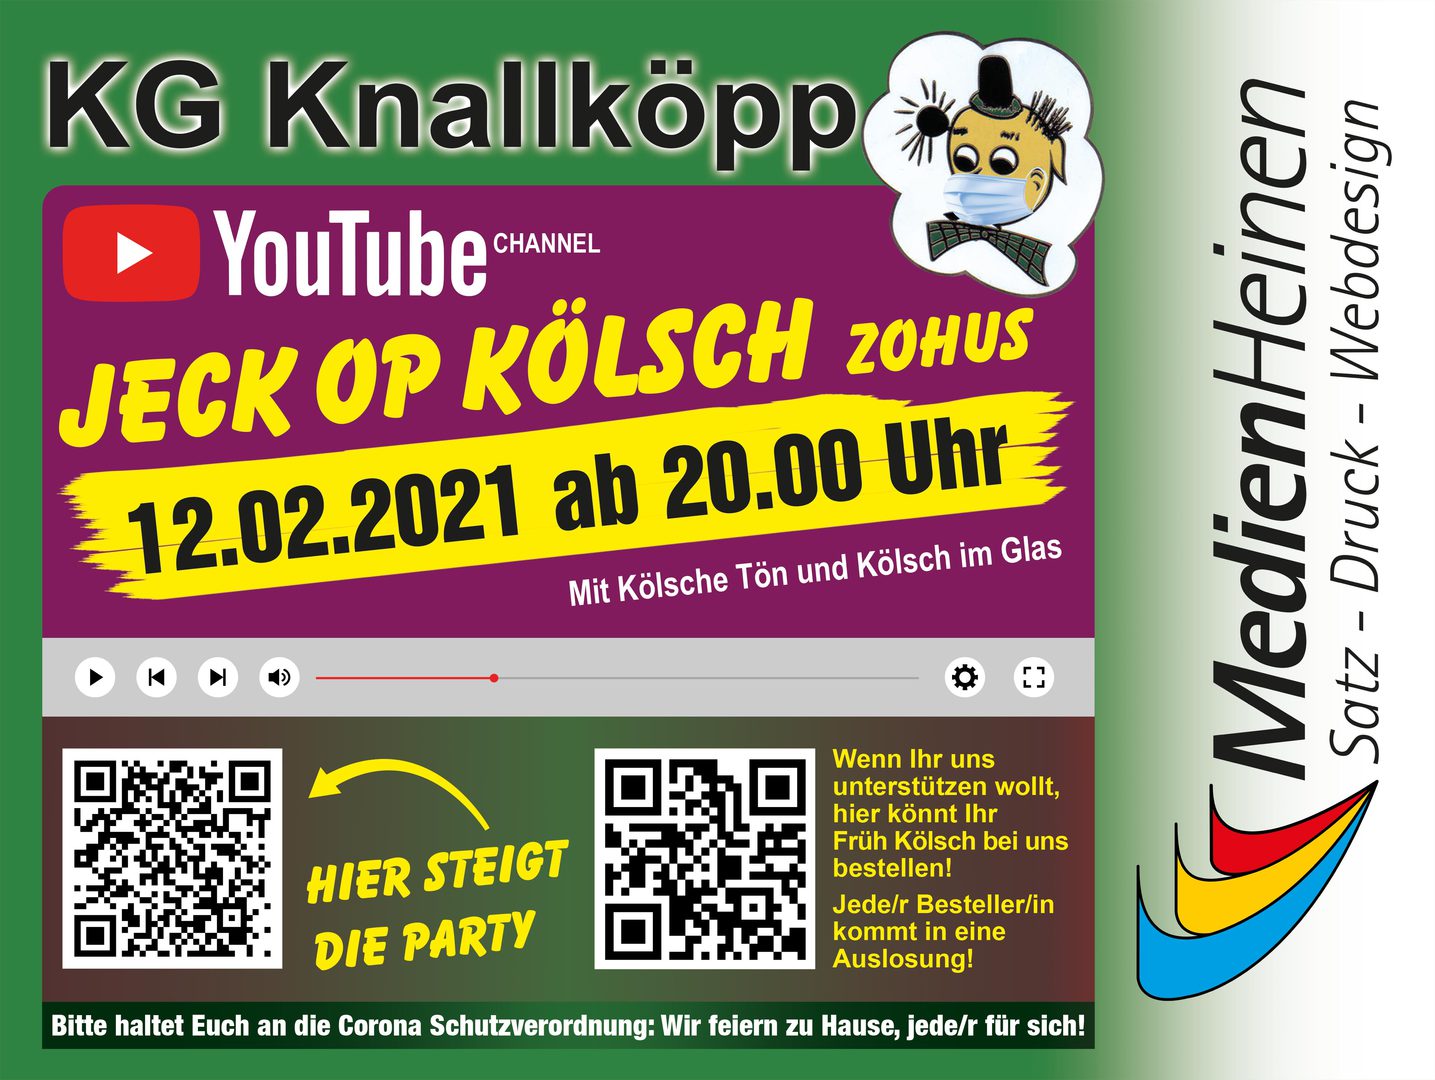 KG Knallköpp
YouTube CHANNEL
JECK OP KÖLSCH ZOHUS
12.02.2021 ab 20.00 Uhr
Mit Kölsche Tön und Kölsch im Glas
HIER STEIGT
DIE PARTY
Wenn Ihr uns
unterstützen wollt,
hier könnt Ihr
Früh Kölsch bei uns
bestellen!
Jede/r Besteller/in
kommt in eine
Auslosung!
Bitte haltet Euch an die Corona Schutzverordnung: Wir feiern zu Hause, jede/r für sich!
MedienHeinen
Satz - Druck - Webdesign